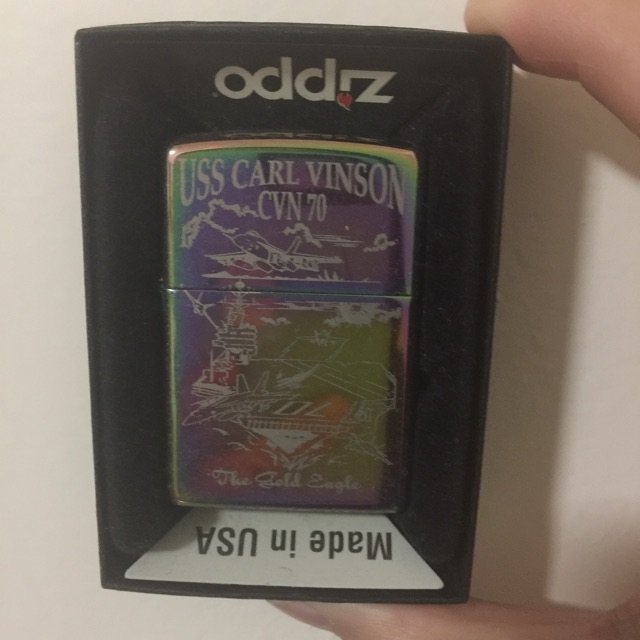 zippo
USS CARL VINSON
CVN 70
The Gold Eagle
Made in USA